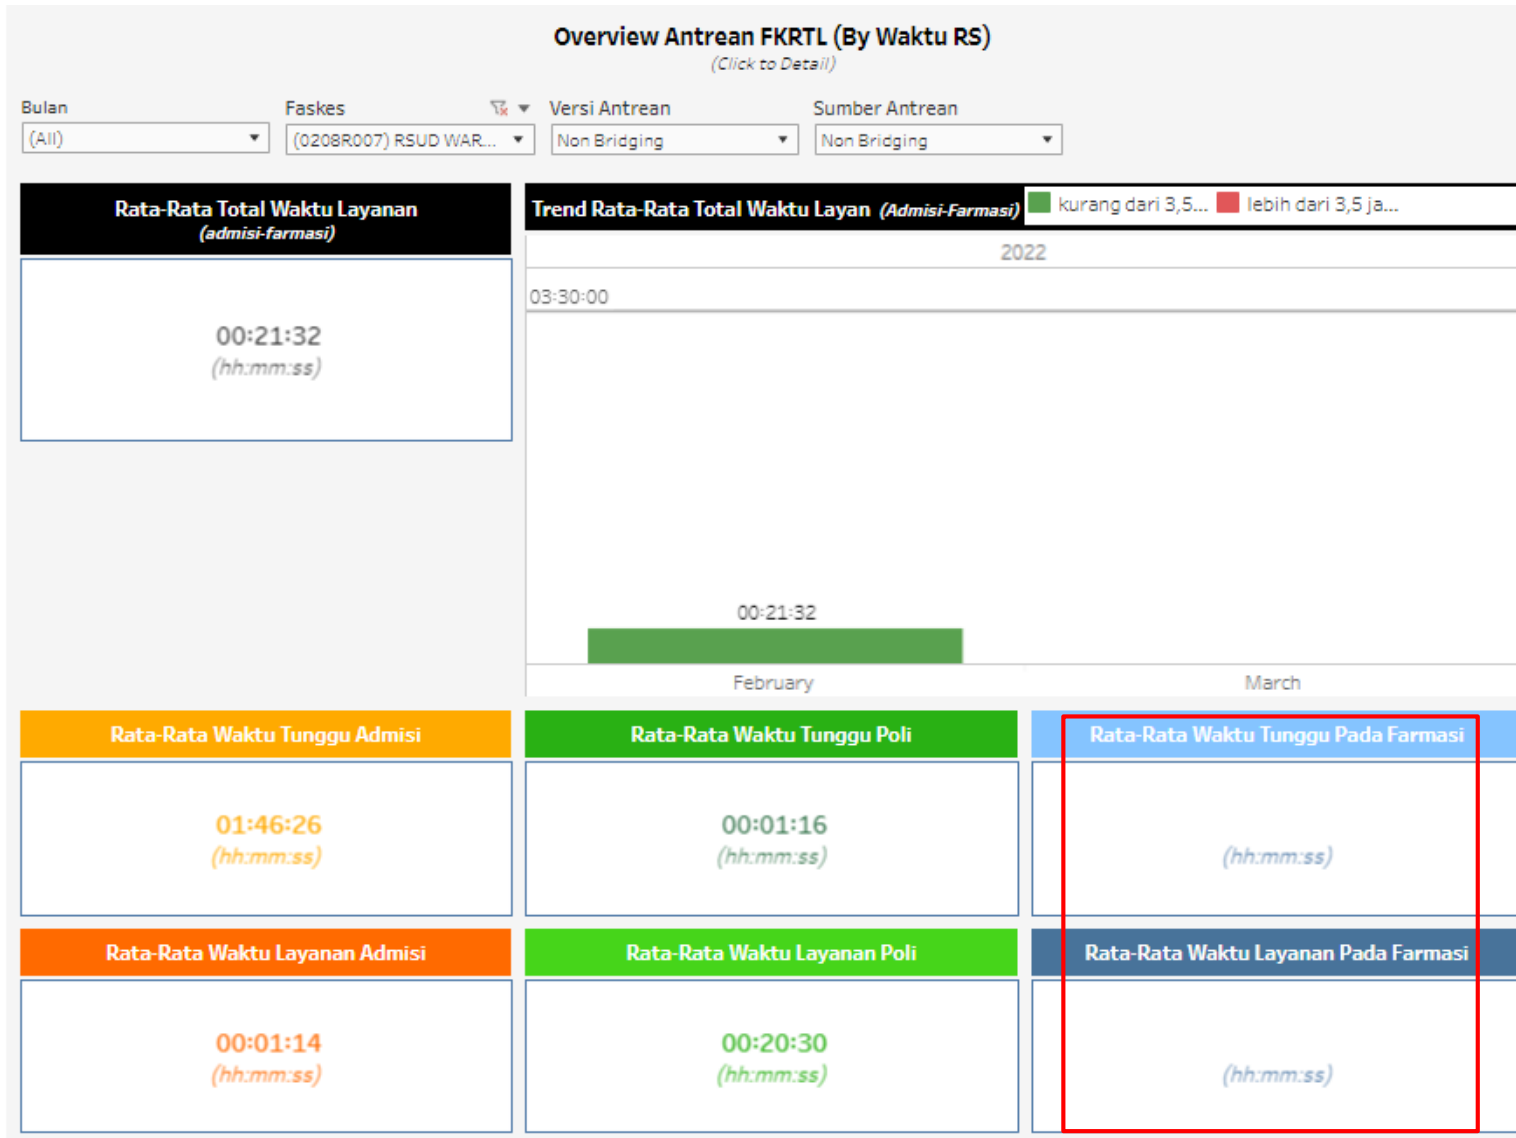 Overview Antrean FKRTL (By Waktu RS)
(Click to Detail)
Bulan
Faskes
Versi Antrean
Sumber Antrean
(All)
(0208R007) RSUD WAR...
Non Bridging
Non Bridging
Rata-Rata Total Waktu Layanan
(admisi-farmasi)
Trend Rata-Rata Total Waktu Layan (Admisi-Farmasi)
kurang dari 3,5...
lebih dari 3,5 ja...
2022
03:30:00
00:21:32
(hh:mm:ss)
00:21:32
February
March
Rata-Rata Waktu Tunggu Admisi
Rata-Rata Waktu Tunggu Poli
Rata-Rata Waktu Tunggu Pada Farmasi
01:46:26
(hh:mm:ss)
00:01:16
(hh:mm:ss)
(hh:mm:ss)
Rata-Rata Waktu Layanan Admisi
Rata-Rata Waktu Layanan Poli
Rata-Rata Waktu Layanan Pada Farmasi
00:01:14
(hh:mm:ss)
00:20:30
(hh:mm:ss)
(hh:mm:ss)